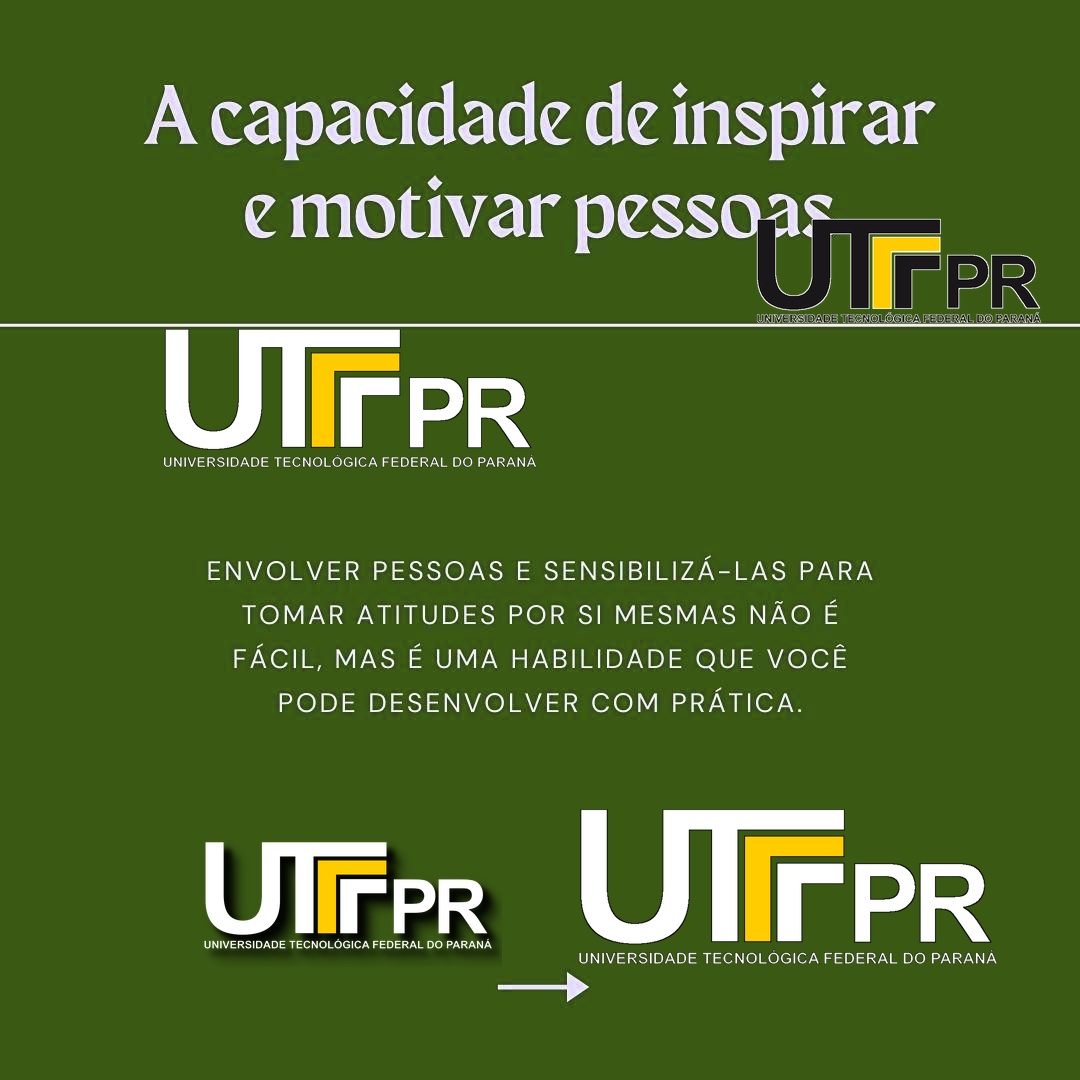 A capacidade de inspirar
e motivar pessoas
UTFPR
UNIVERSIDADE TECNOLÓGICA FEDERAL DO PARANÁ
UTFPR
UNIVERSIDADE TECNOLÓGICA FEDERAL DO PARANÁ
ENVOLVER PESSOAS E SENSIBILIZÁ-LAS PARA
TOMAR ATITUDES POR SI MESMAS NÃO É
FÁCIL, MAS É UMA HABILIDADE QUE VOCÊ
PODE DESENVOLVER COM PRÁTICA.
UTFPR
UNIVERSIDADE TECNOLÓGICA FEDERAL DO PARANÁ
UTFPR
UNIVERSIDADE TECNOLÓGICA FEDERAL DO PARANÁ